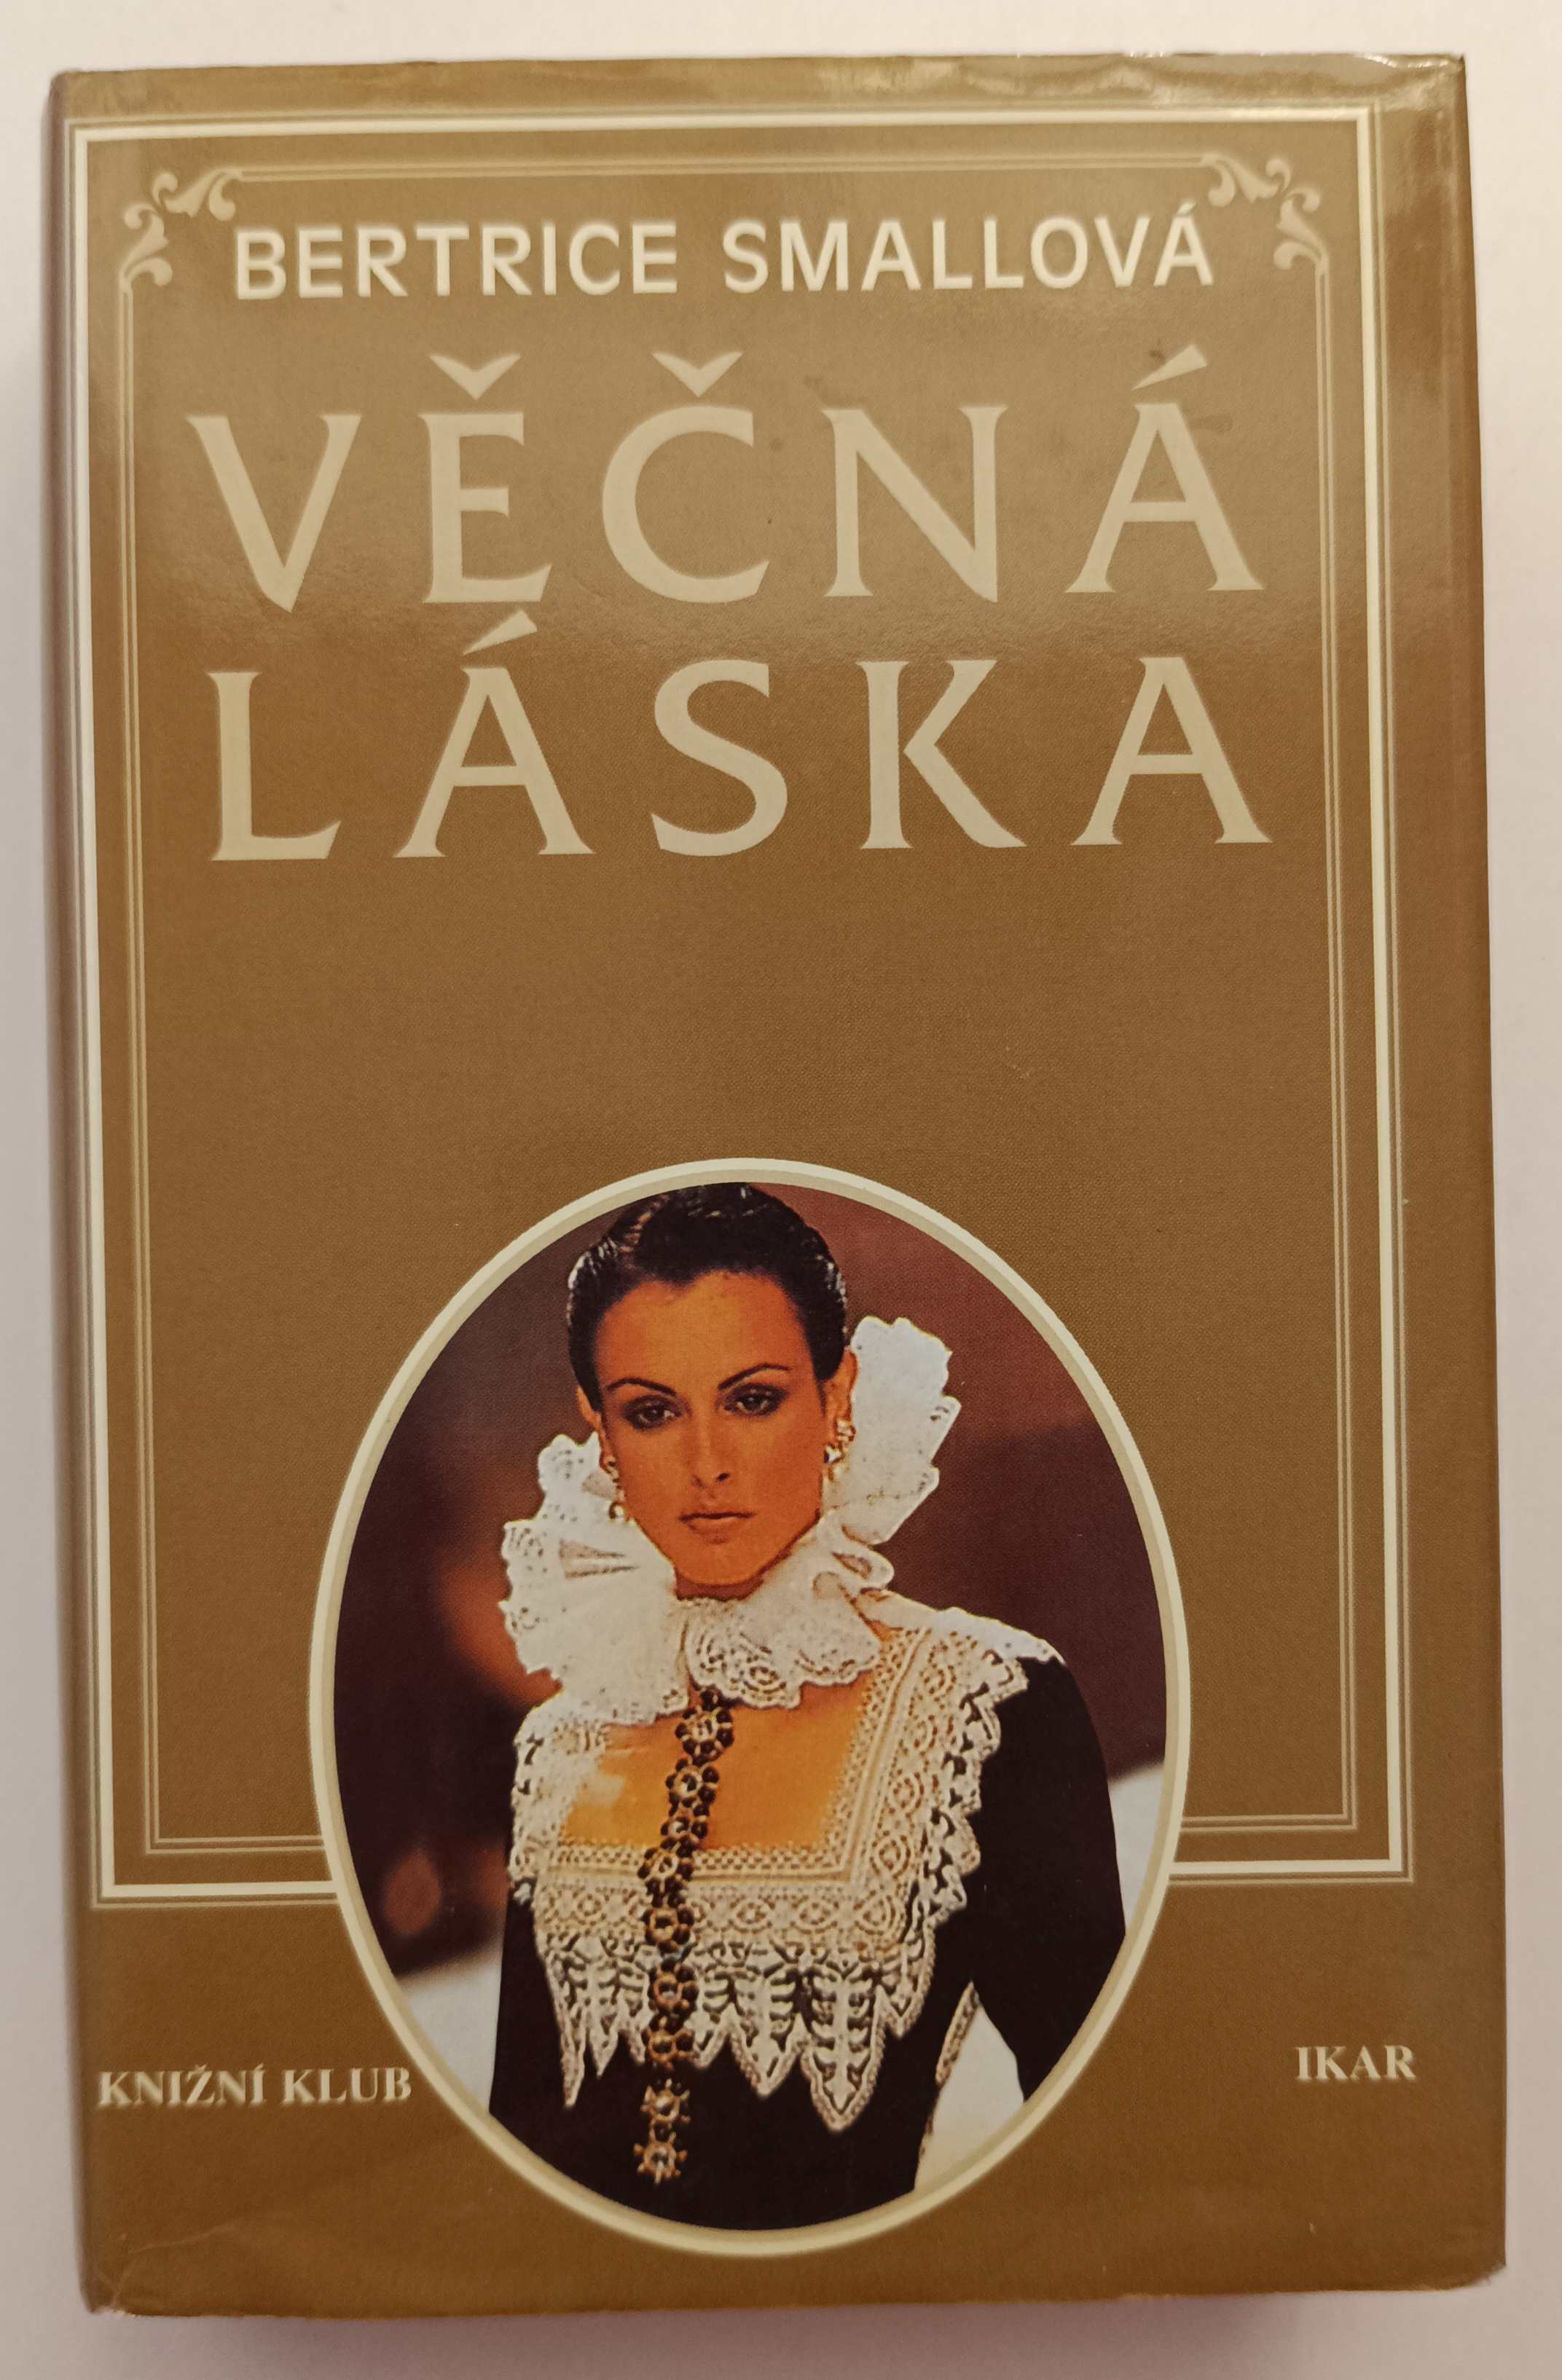 BERTRICE SMALLOVÁ
VĚČNÁ
LÁSKA
KNIŽNÍ KLUB
IKAR